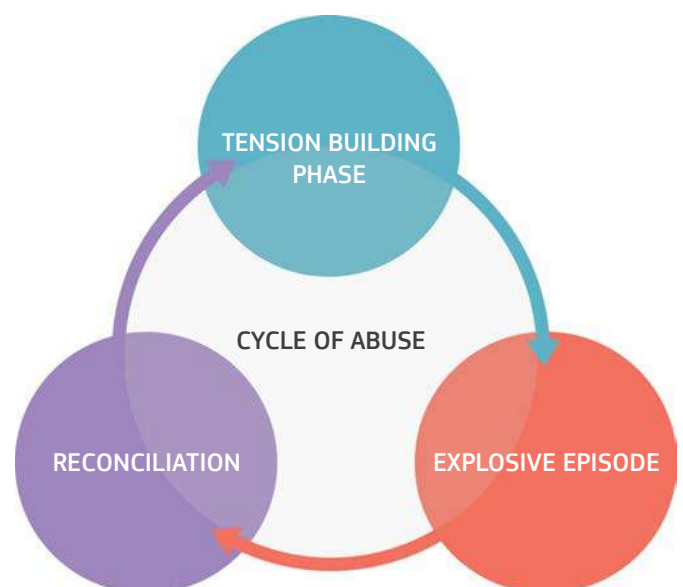 TENSION BUILDING
PHASE
CYCLE OF ABUSE
RECONCILIATION
EXPLOSIVE EPISODE